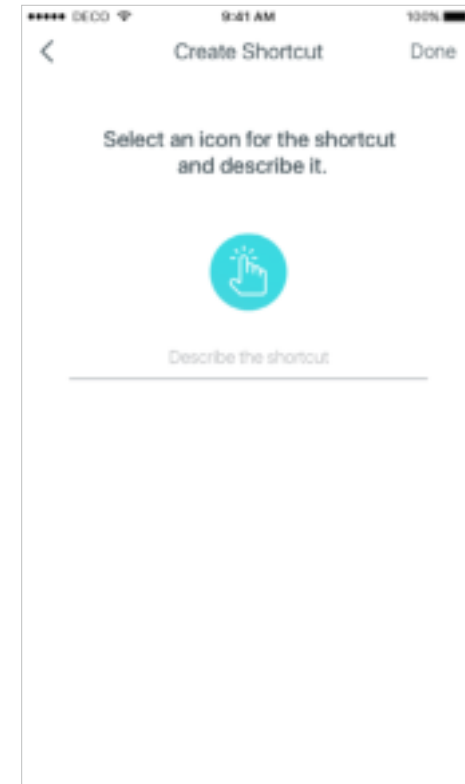 DECO 9:41 AM 100%
Create Shortcut Done
Select an icon for the shortcut
and describe it.
Describe the shortcut